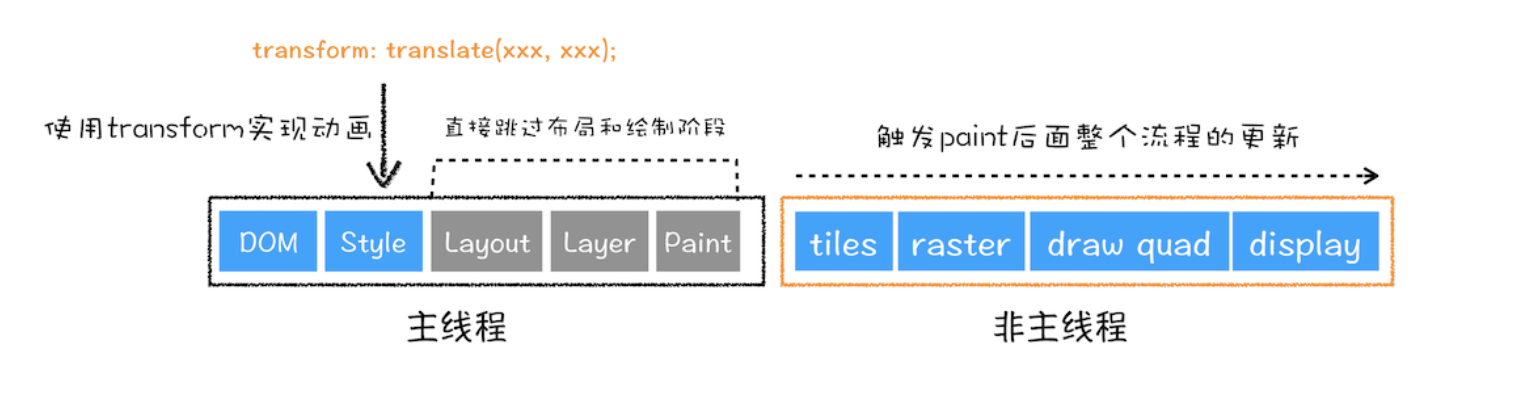 transform: translate(xxx, xxx);
使用transform实现动画
直接跳过布局和绘制阶段
触发paint后面整个流程的更新
DOM
Style
Layout
Layer
Paint
tiles
raster
draw quad
display
主线程
非主线程